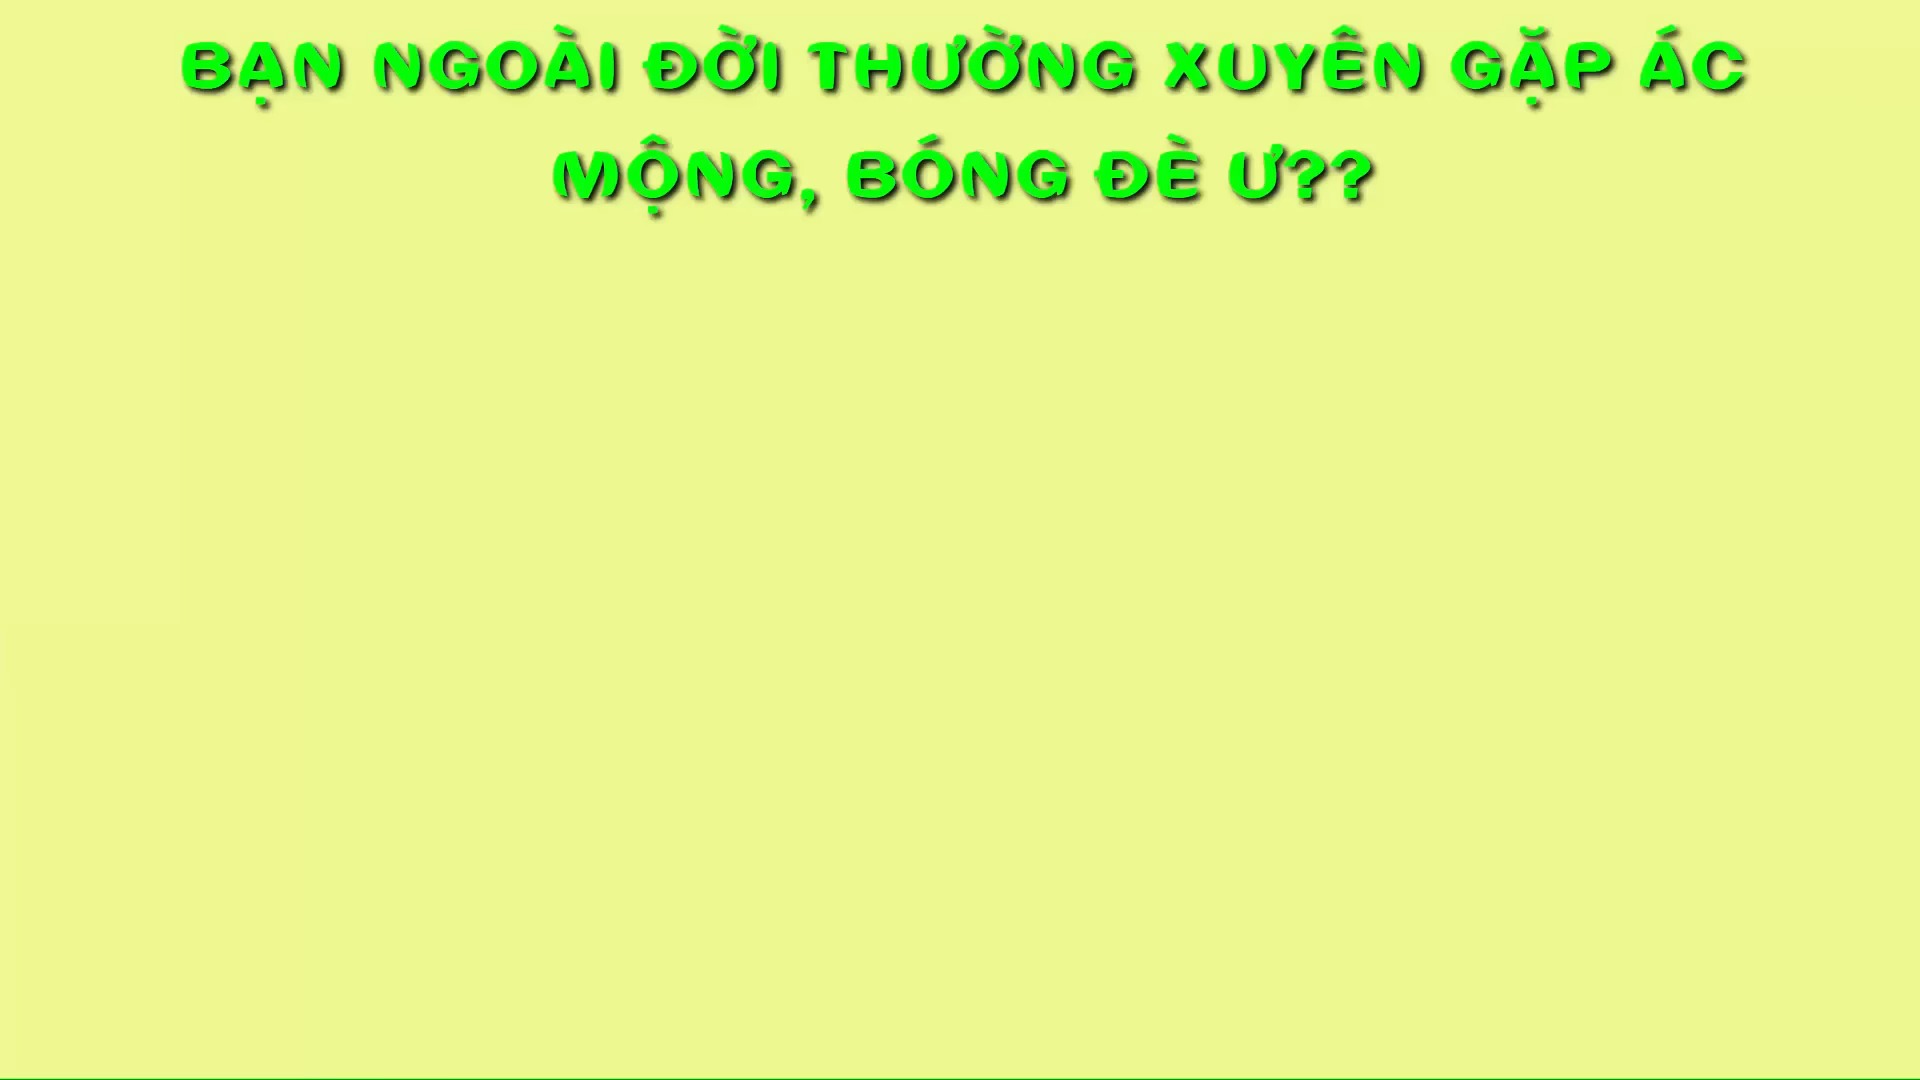 BẠN NGOÀI ĐỜI THƯỜNG XUYÊN GẶP ÁC
MỘNG, BÓNG ĐÈ Ư??